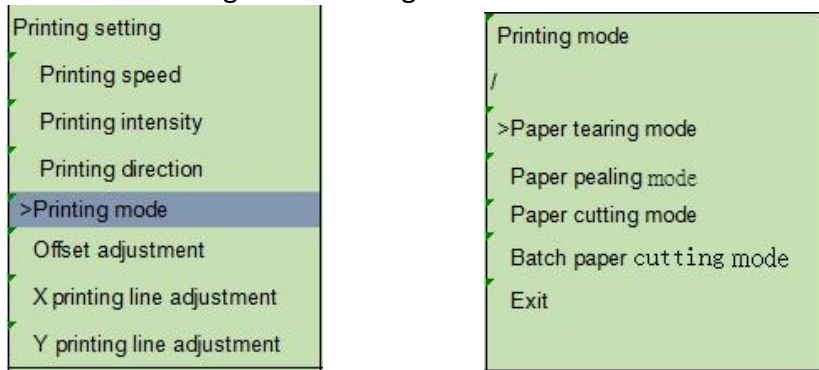 Printing setting
Printing speed
Printing intensity
Printing direction
>Printing mode
Offset adjustment
X printing line adjustment
Y printing line adjustment
Printing mode
/
>Paper tearing mode
Paper pealing mode
Paper cutting mode
Batch paper cutting mode
Exit